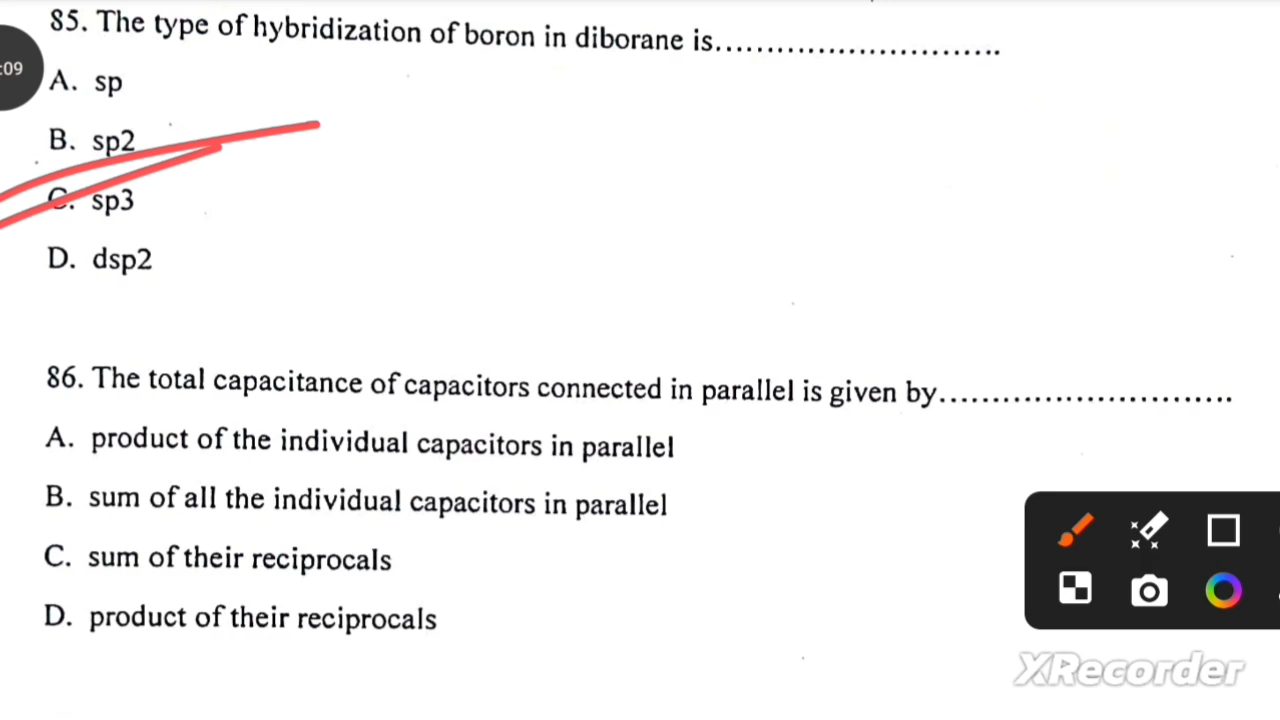 :09
85. The type of hybridization of boron in diborane is............................
A. sp
B. sp2
C. sp3
D. dsp2
86. The total capacitance of capacitors connected in parallel is given by............................
A. product of the individual capacitors in parallel
B. sum of all the individual capacitors in parallel
C. sum of their reciprocals
D. product of their reciprocals
XRecorder